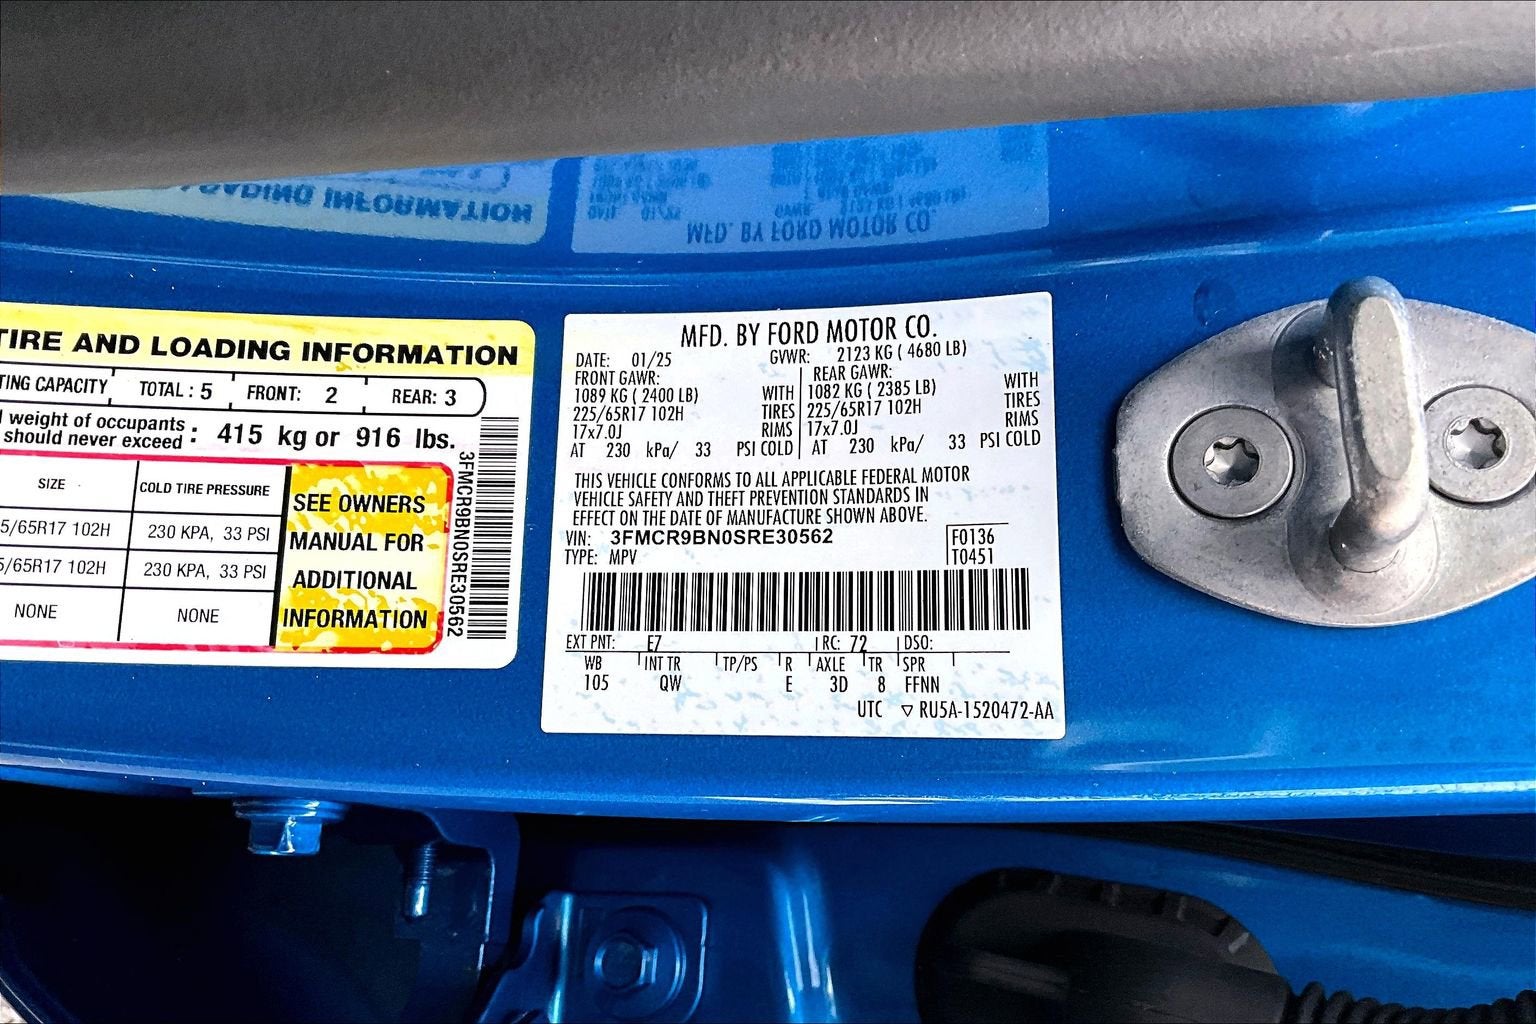 TIRE AND LOADING INFORMATION
TING CAPACITY TOTAL : 5 FRONT: 2 REAR: 3
weight of occupants
should never exceed : 415 kg or 916 lbs.
SIZE COLD TIRE PRESSURE
5/65R17 102H 230 KPA, 33 PSI
5/65R17 102H 230 KPA, 33 PSI
NONE NONE
SEE OWNERS
MANUAL FOR
ADDITIONAL
INFORMATION
3FMCR9BN0SRE30562
MFD. BY FORD MOTOR CO.
DATE: 01/25 GVWR: 2123 KG ( 4680 LB)
FRONT GAWR: REAR GAWR:
1089 KG ( 2400 LB) WITH 1082 KG ( 2385 LB) WITH
225/65R17 102H TIRES 225/65R17 102H TIRES
17x7.0J RIMS 17x7.0J RIMS
AT 230 kPa/ 33 PSI COLD AT 230 kPa/ 33 PSI COLD
THIS VEHICLE CONFORMS TO ALL APPLICABLE FEDERAL MOTOR
VEHICLE SAFETY AND THEFT PREVENTION STANDARDS IN
EFFECT ON THE DATE OF MANUFACTURE SHOWN ABOVE.
VIN: 3FMCR9BN0SRE30562 F0136
TYPE: MPV T0451
EXT PNT: E7 RC: 72 DSO:
WB INT TR TP/PS R AXLE TR SPR
105 QW E 3D 8 FFNN
UTC ▽ RU5A-1520472-AA